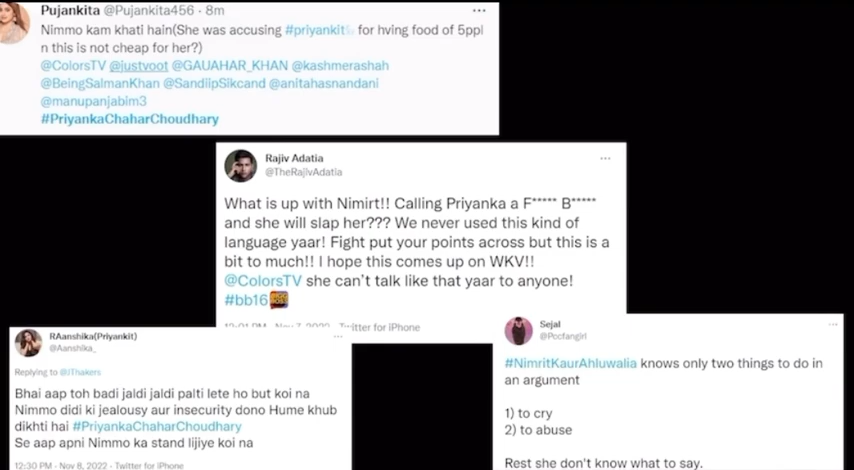 Pujankita @Pujankita456 · 8m
Nimmo kam khati hain(She was accusing #priyankit for hving food of 5ppl
n this is not cheap for her?)
@ColorsTV @justvoot @GAUAHAR_KHAN @kashmerashah
@BeingSalmanKhan @SandiipSikcand @anitahasnandani
@manupanjabim3
#PriyankaChaharChoudhary
Rajiv Adatia
@TheRajivAdatia
What is up with Nimirt!! Calling Priyanka a F***** B*****
and she will slap her??? We never used this kind of
language yaar! Fight put your points across but this is a
bit to much!! I hope this comes up on WKV!!
@ColorsTV she can't talk like that yaar to anyone!
#bb16
12:01 PM · Nov 7, 2022 · Twitter for iPhone
RAanshika(Priyankit)
@Aanshika_
Replying to @JThakers
Bhai aap toh badi jaldi jaldi palti lete ho but koi na
Nimmo didi ki jealousy aur insecurity dono Hume khub
dikhti hai #PriyankaChaharChoudhary
Se aap apni Nimmo ka stand lijiye koi na
12:30 PM · Nov 8, 2022 · Twitter for iPhone
Sejal
@Pccfangirl
#NimritKaurAhluwalia knows only two things to do in
an argument
1) to cry
2) to abuse
Rest she don't know what to say.